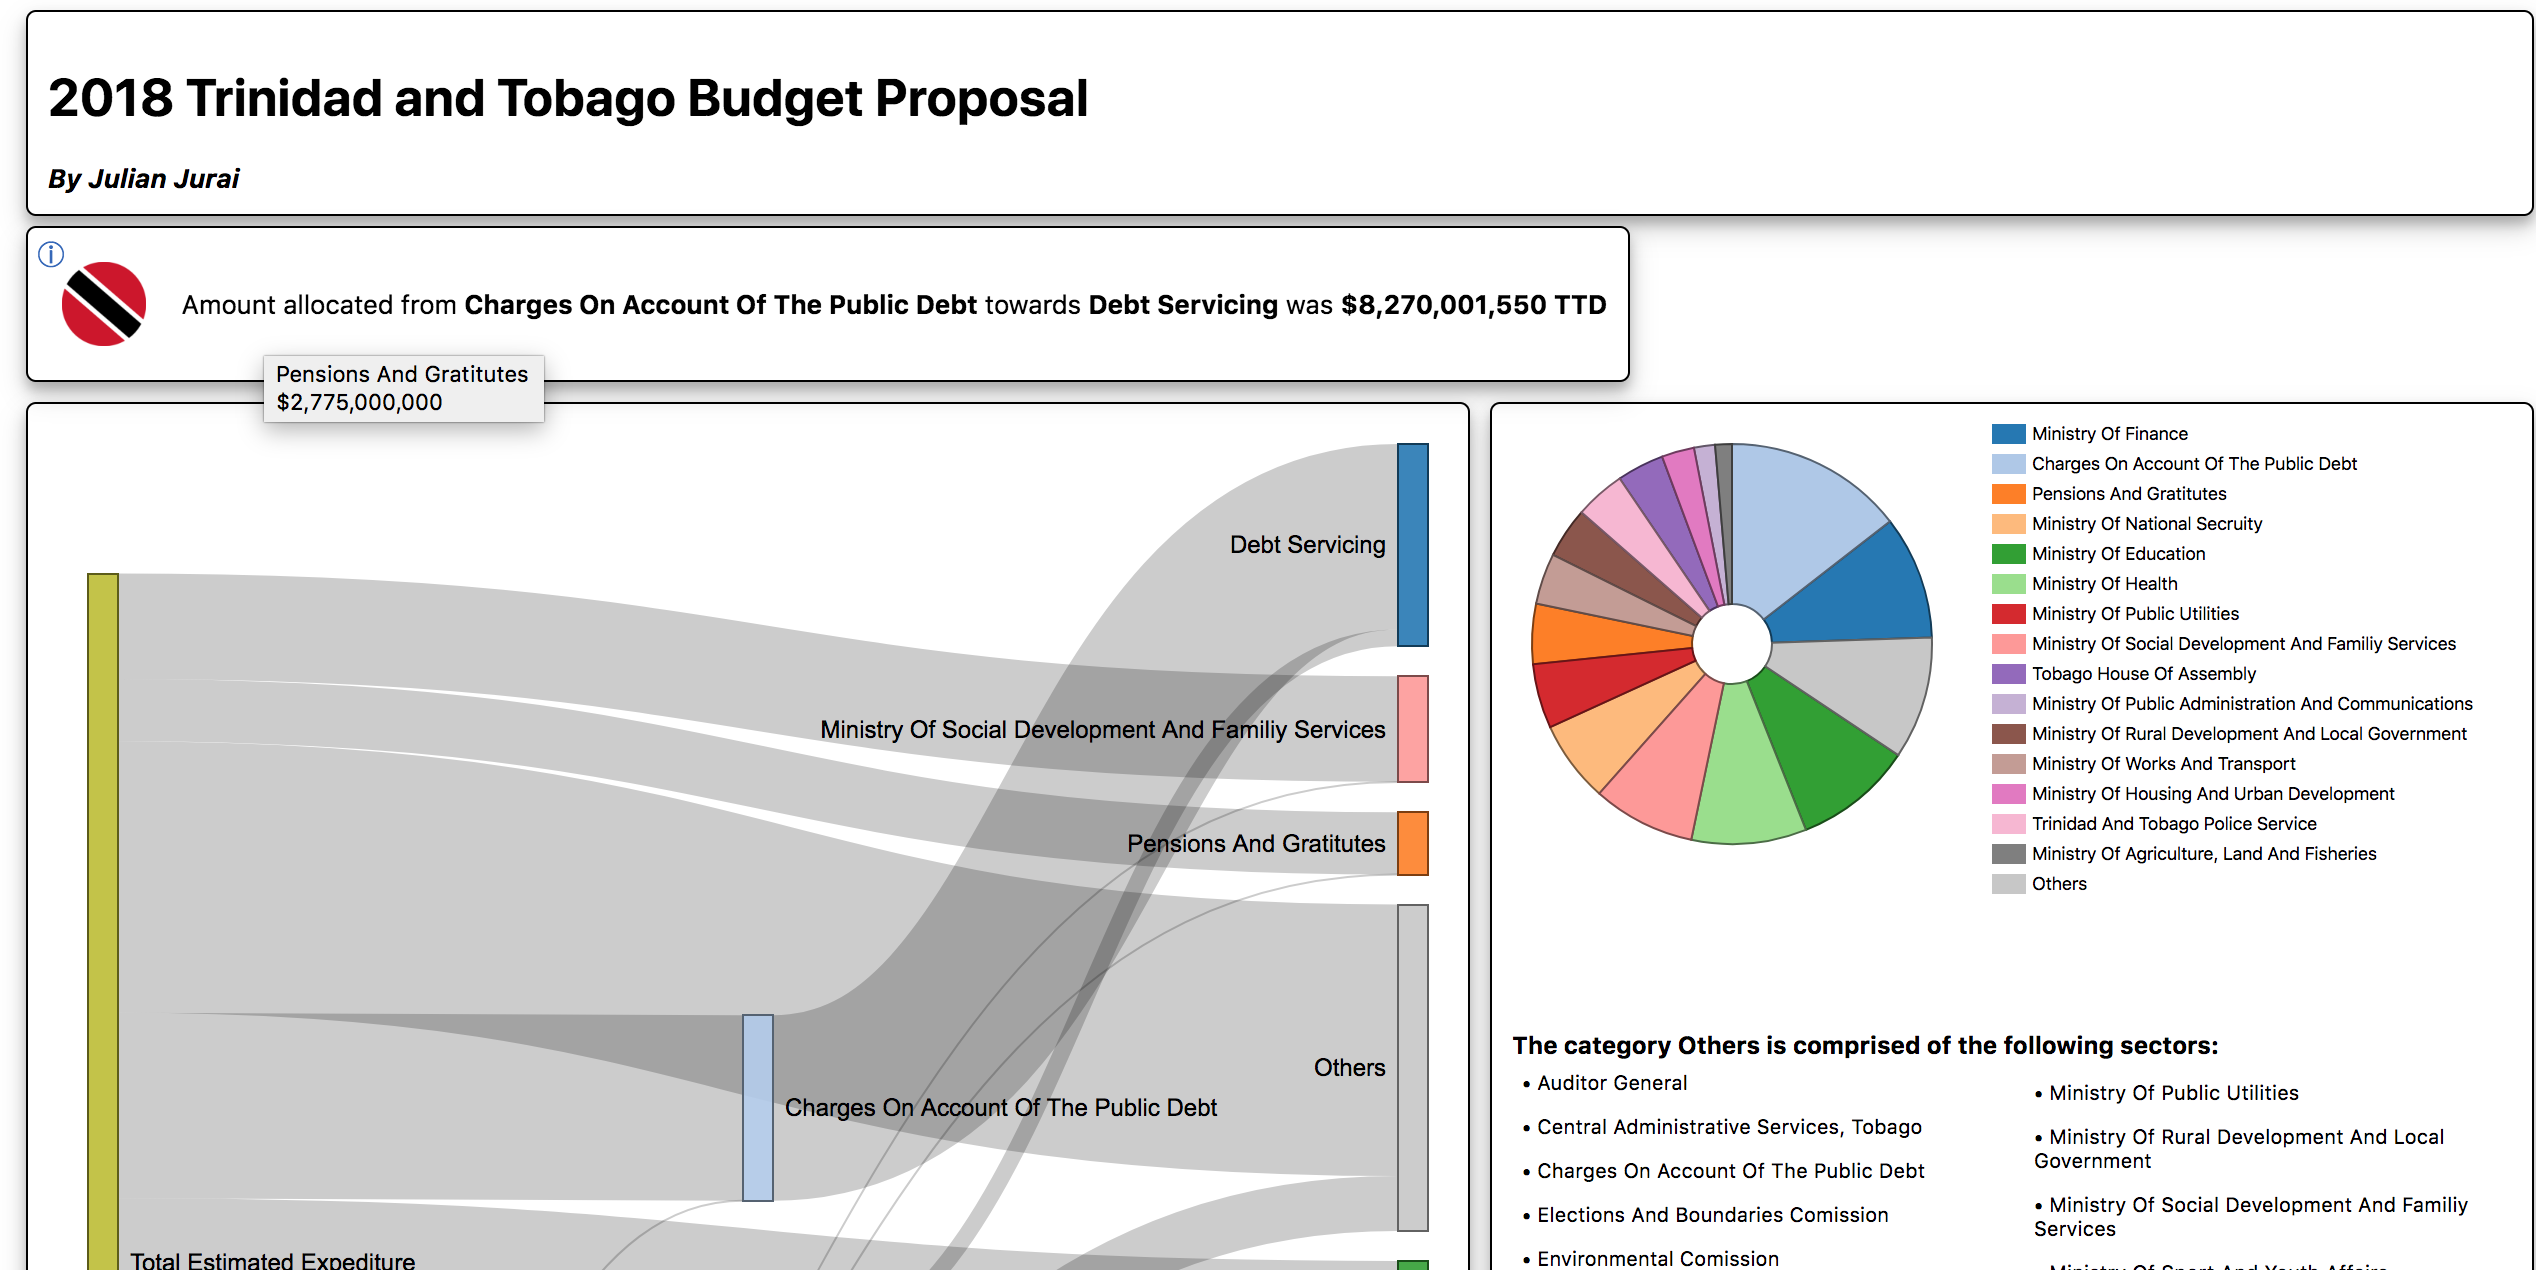 2018 Trinidad and Tobago Budget Proposal
By Julian Jurai
Amount allocated from Charges On Account Of The Public Debt towards Debt Servicing was $8,270,001,550 TTD
Pensions And Gratitutes
$2,775,000,000
Debt Servicing
Ministry Of Social Development And Familiy Services
Pensions And Gratitutes
Others
Charges On Account Of The Public Debt
Total Estimated Expediture
Ministry Of Finance
Charges On Account Of The Public Debt
Pensions And Gratitutes
Ministry Of National Secruity
Ministry Of Education
Ministry Of Health
Ministry Of Public Utilities
Ministry Of Social Development And Familiy Services
Tobago House Of Assembly
Ministry Of Public Administration And Communications
Ministry Of Rural Development And Local Government
Ministry Of Works And Transport
Ministry Of Housing And Urban Development
Trinidad And Tobago Police Service
Ministry Of Agriculture, Land And Fisheries
Others
The category Others is comprised of the following sectors:
• Auditor General
• Central Administrative Services, Tobago
• Charges On Account Of The Public Debt
• Elections And Boundaries Comission
• Environmental Comission
• Ministry Of Public Utilities
• Ministry Of Rural Development And Local
Government
• Ministry Of Social Development And Familiy
Services
• Ministry Of Sport And Youth Affairs